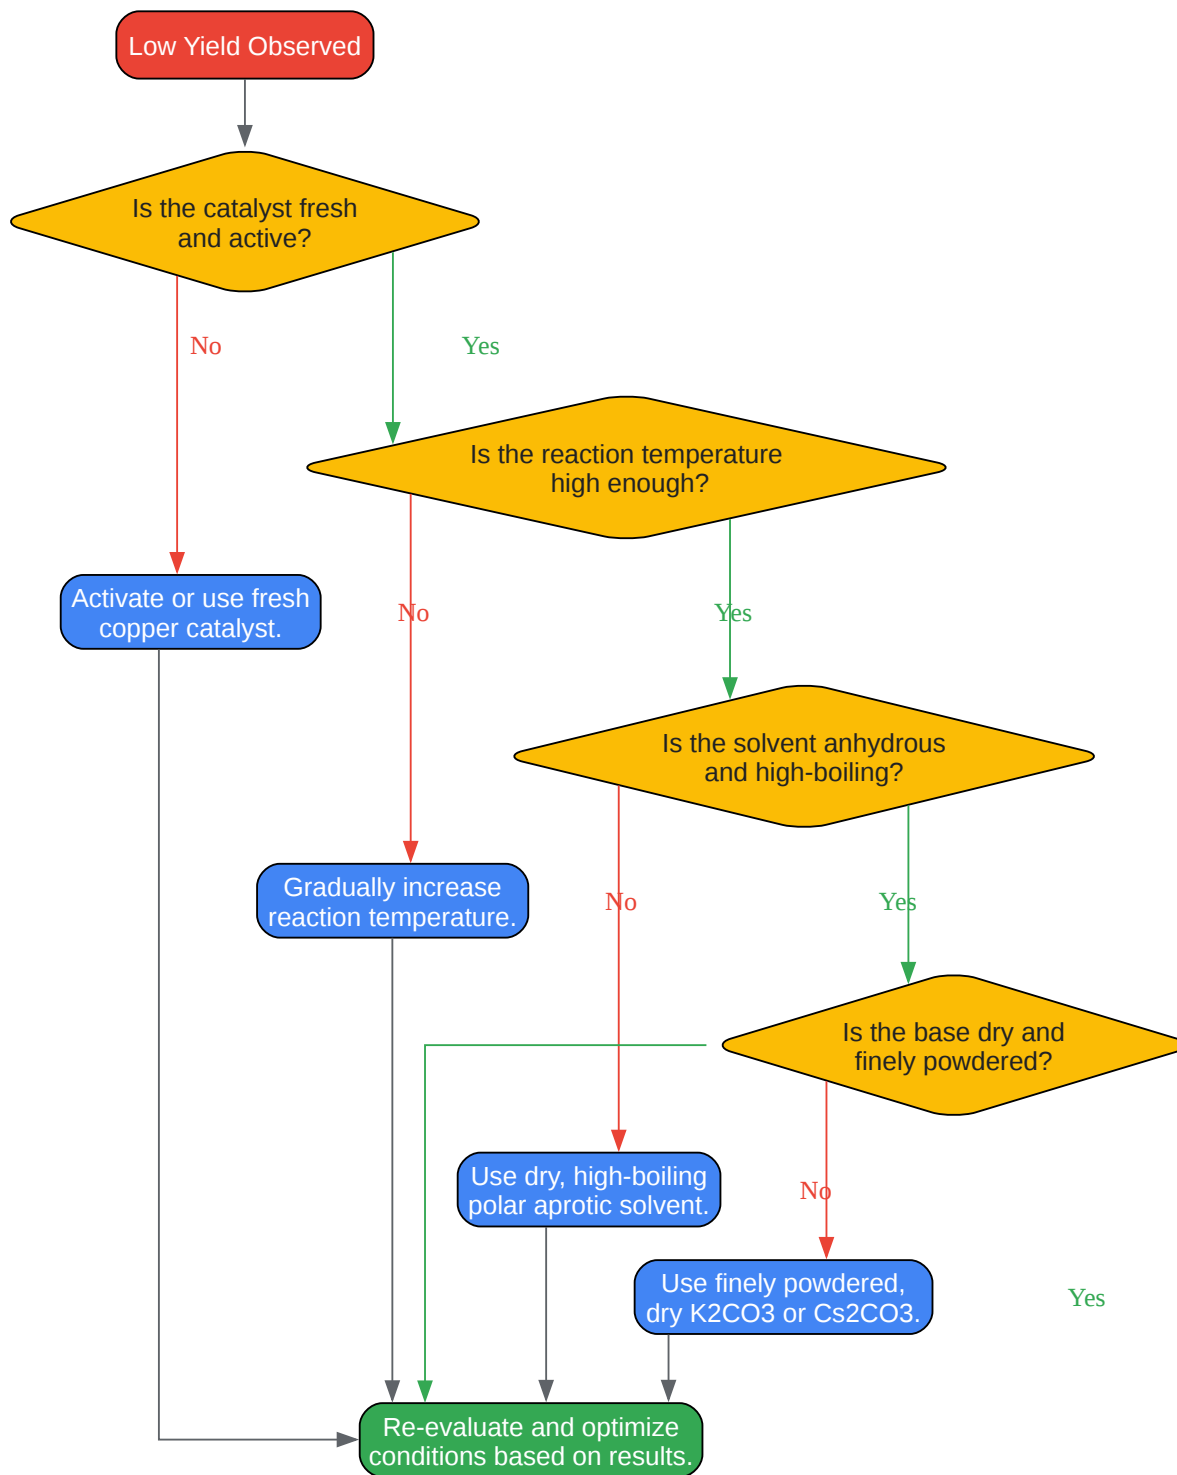 Low Yield Observed
Is the catalyst fresh
and active?
No
Yes
Is the reaction temperature
high enough?
Activate or use fresh
copper catalyst.
No
Yes
Is the solvent anhydrous
and high-boiling?
Gradually increase
reaction temperature.
No
Yes
Is the base dry and
finely powdered?
Use dry, high-boiling
polar aprotic solvent.
No
Use finely powdered,
dry K2CO3 or Cs2CO3.
Yes
Re-evaluate and optimize
conditions based on results.